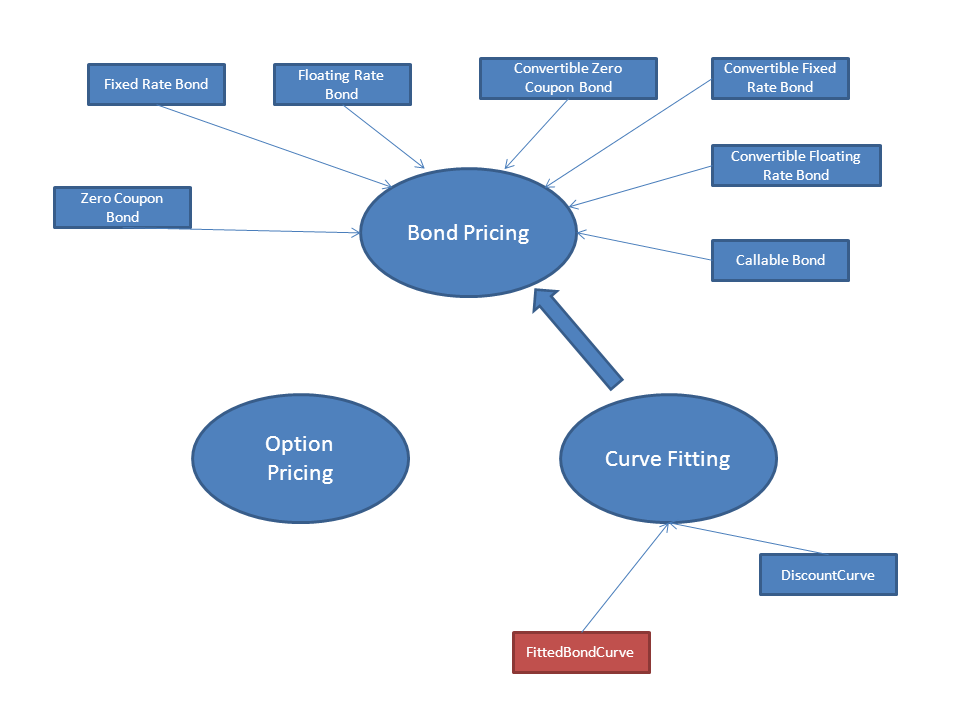 Fixed Rate Bond
Floating Rate
Bond
Convertible Zero
Coupon Bond
Convertible Fixed
Rate Bond
Convertible Floating
Rate Bond
Zero Coupon
Bond
Bond Pricing
Callable Bond
Option
Pricing
Curve Fitting
DiscountCurve
FittedBondCurve